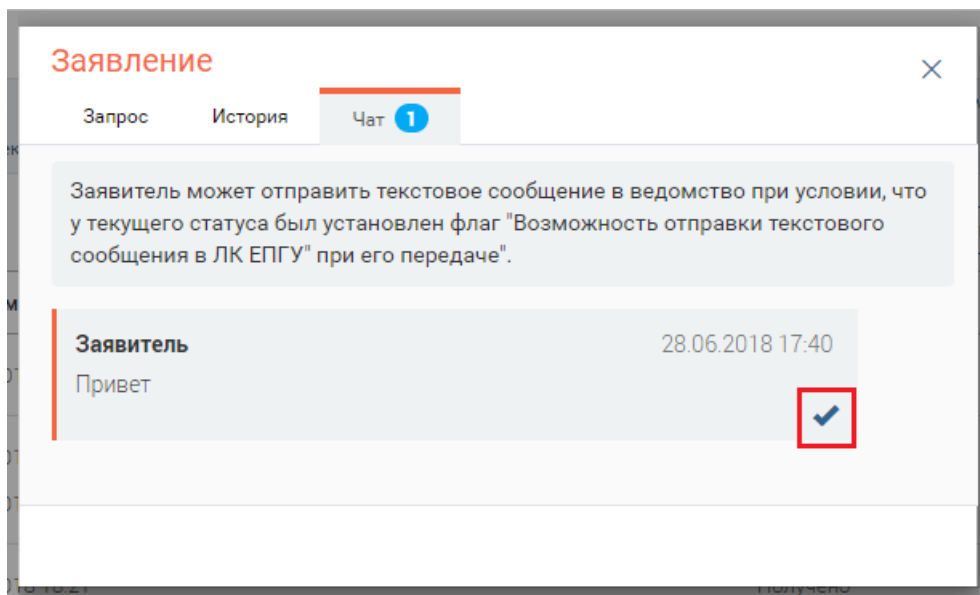 Заявление
Запрос История Чат 1
Заявитель может отправить текстовое сообщение в ведомство при условии, что
у текущего статуса был установлен флаг "Возможность отправки текстового
сообщения в ЛК ЕПГУ" при его передаче".
Заявитель 28.06.2018 17:40
Привет